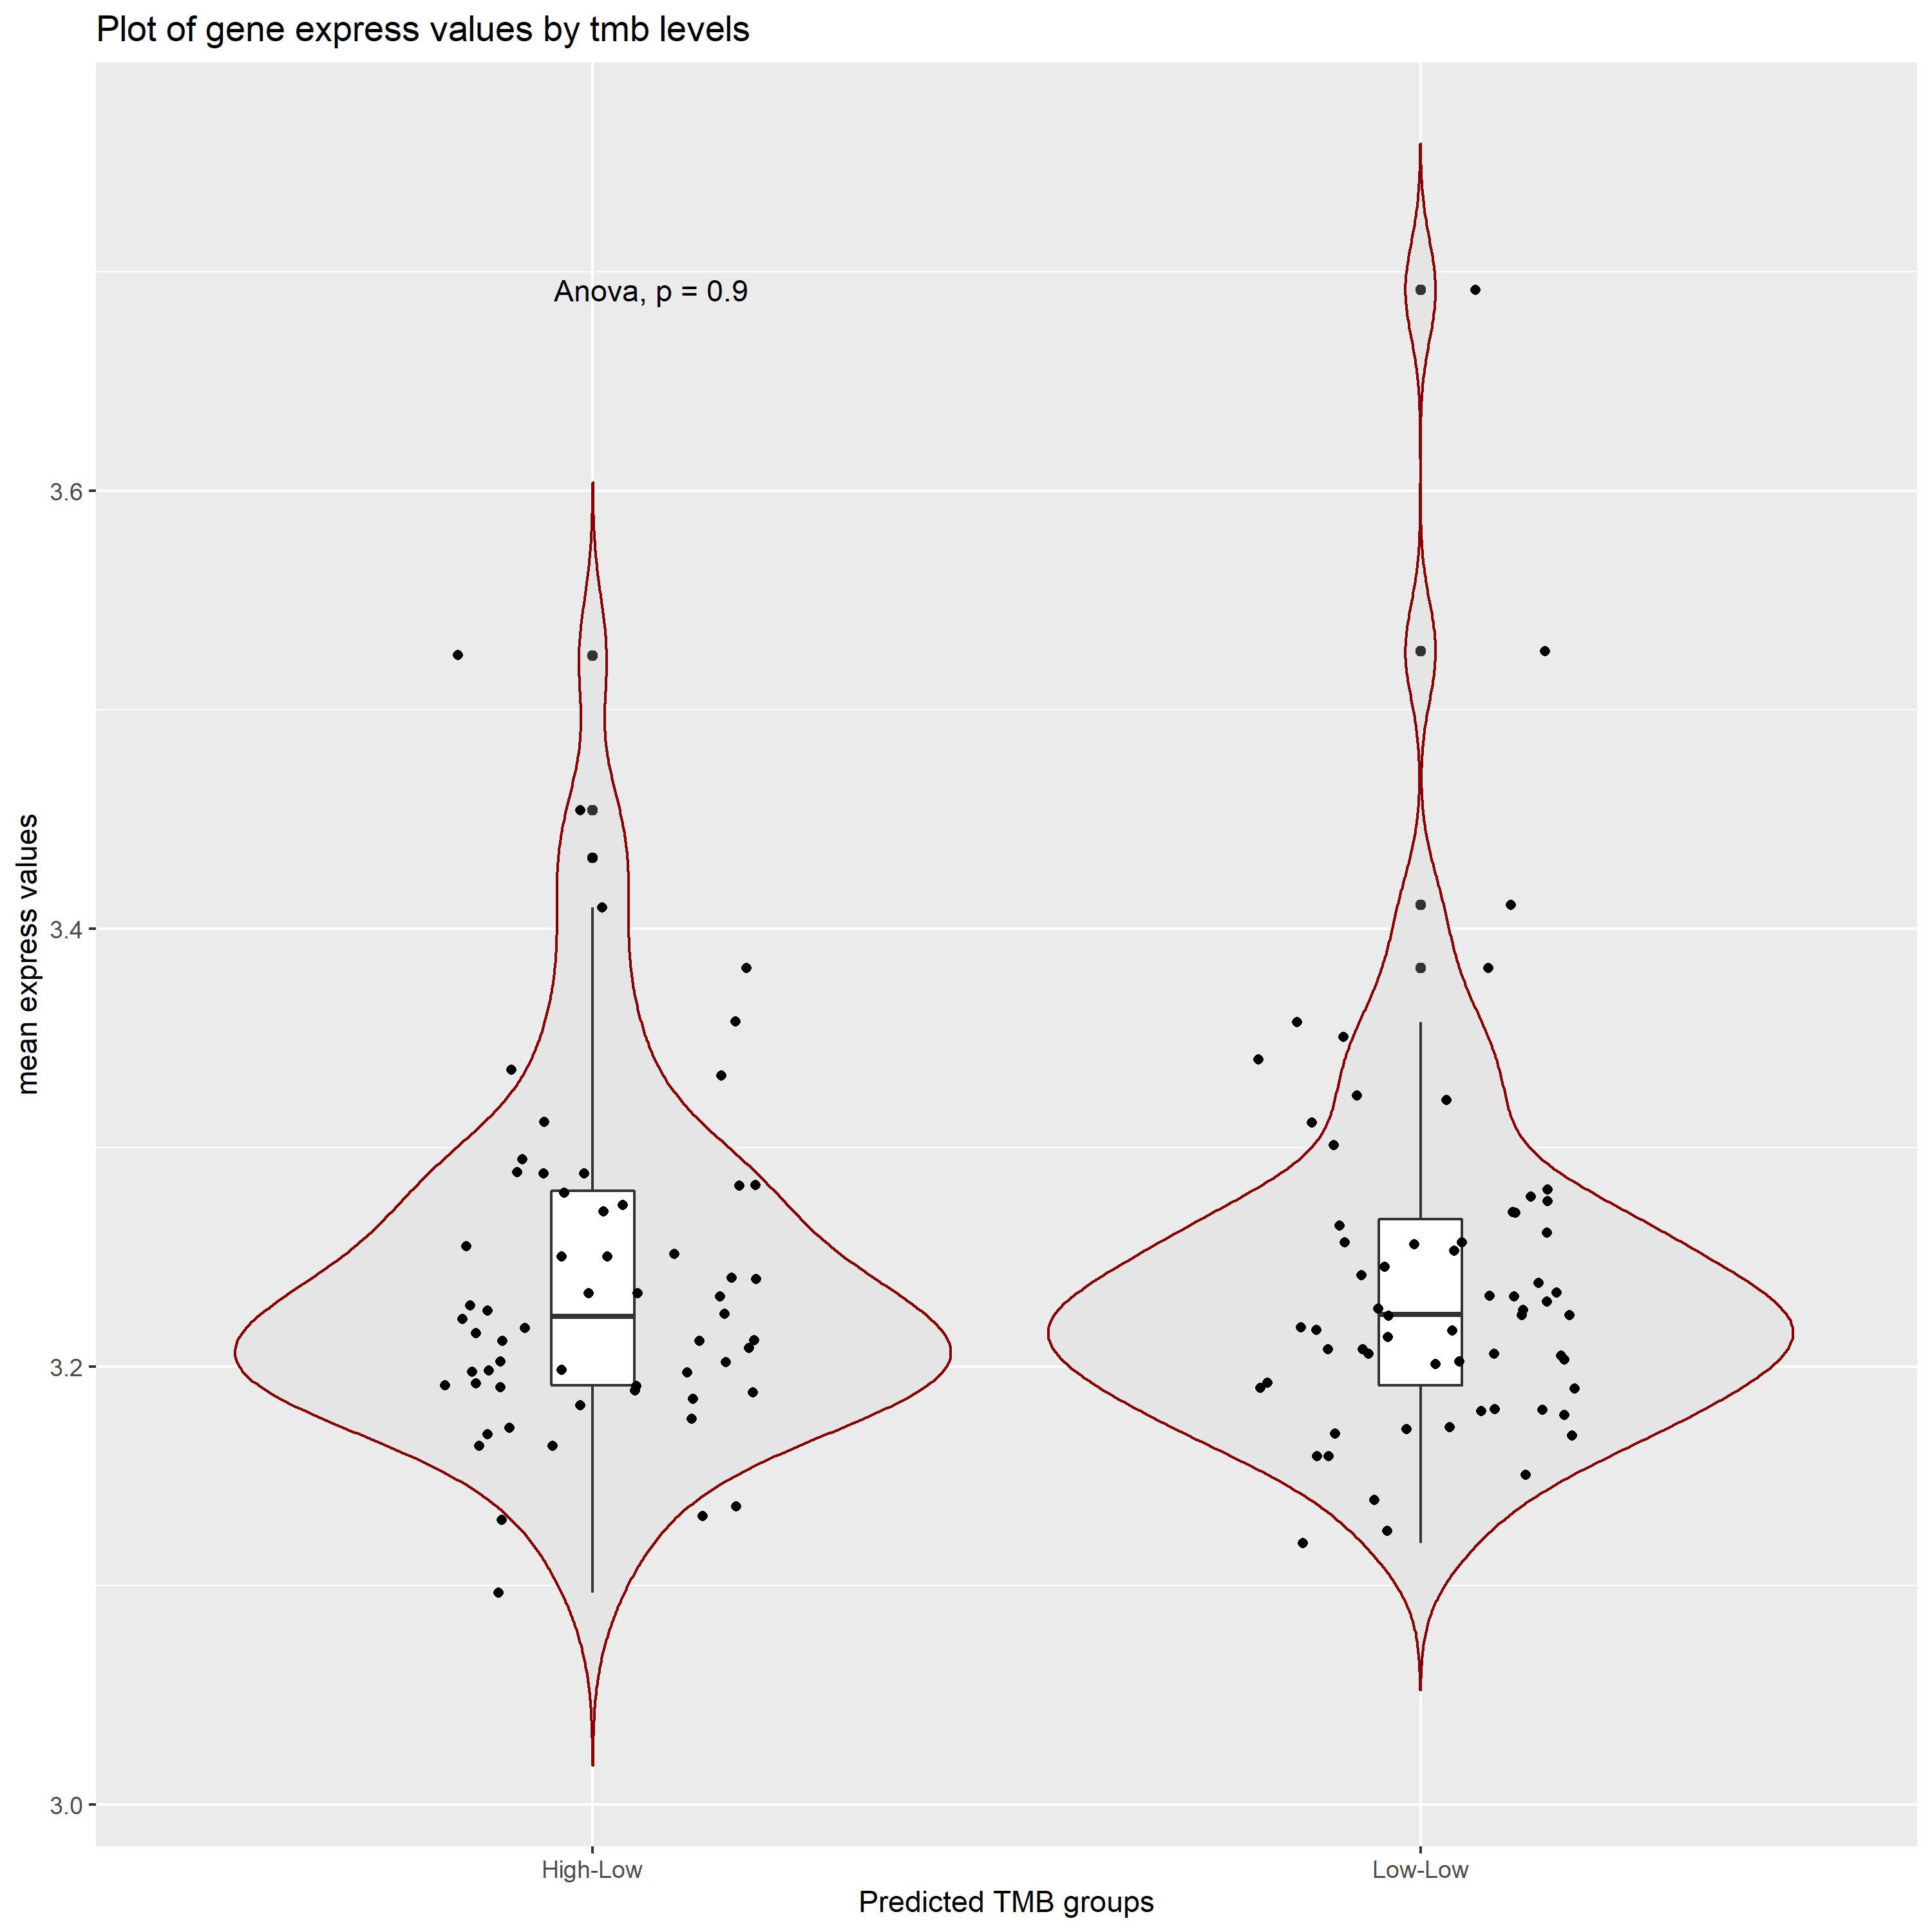 Plot of gene express values by tmb levels
Anova, p = 0.9
3.6
3.4
3.2
3.0
mean express values
High-Low
Low-Low
Predicted TMB groups